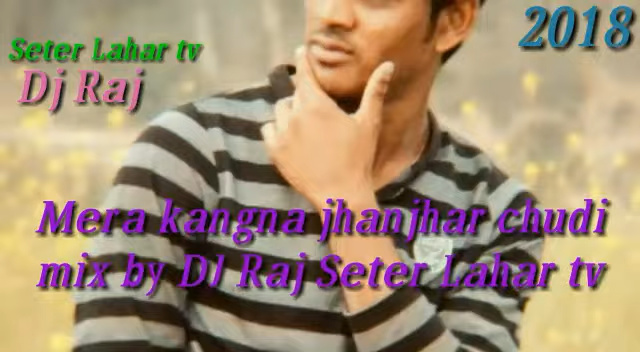 2018
Seter Lahar tv
Dj Raj
Mera kangna jhanjhar chudi
mix by DJ Raj Seter Lahar tv